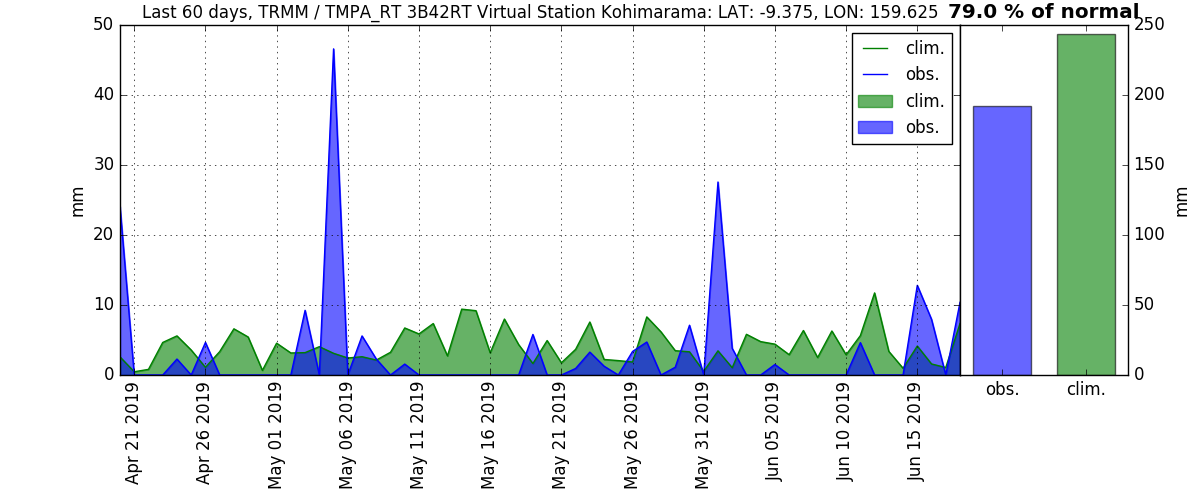 Last 60 days, TRMM / TMPA_RT 3B42RT Virtual Station Kohimarama: LAT: -9.375, LON: 159.625 79.0 % of normal
50
40
30
20
10
0
mm
clim.
obs.
clim.
obs.
250
200
150
100
50
0
mm
Apr 21 2019
Apr 26 2019
May 01 2019
May 06 2019
May 11 2019
May 16 2019
May 21 2019
May 26 2019
May 31 2019
Jun 05 2019
Jun 10 2019
Jun 15 2019
obs.
clim.